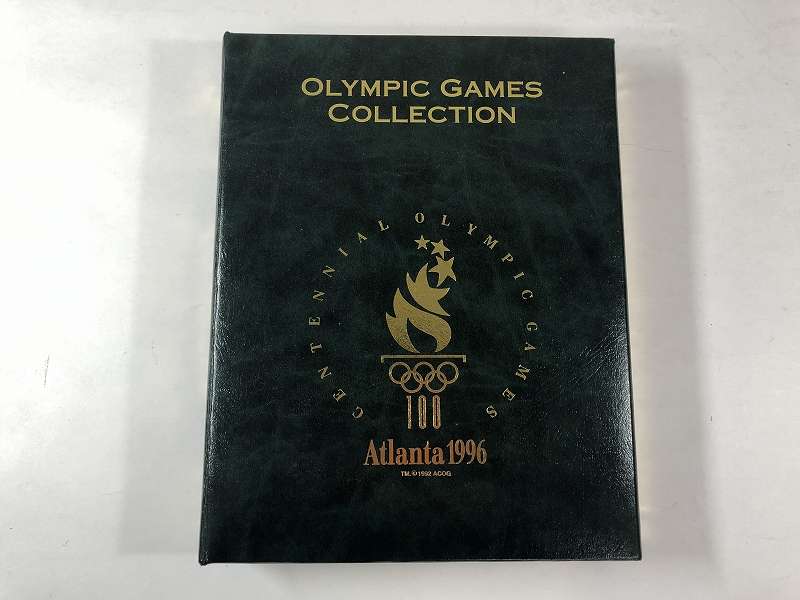 OLYMPIC GAMES
COLLECTION
CENTENNIAL OLYMPIC GAMES
100
Atlanta 1996
TM, ©1992 ACOG